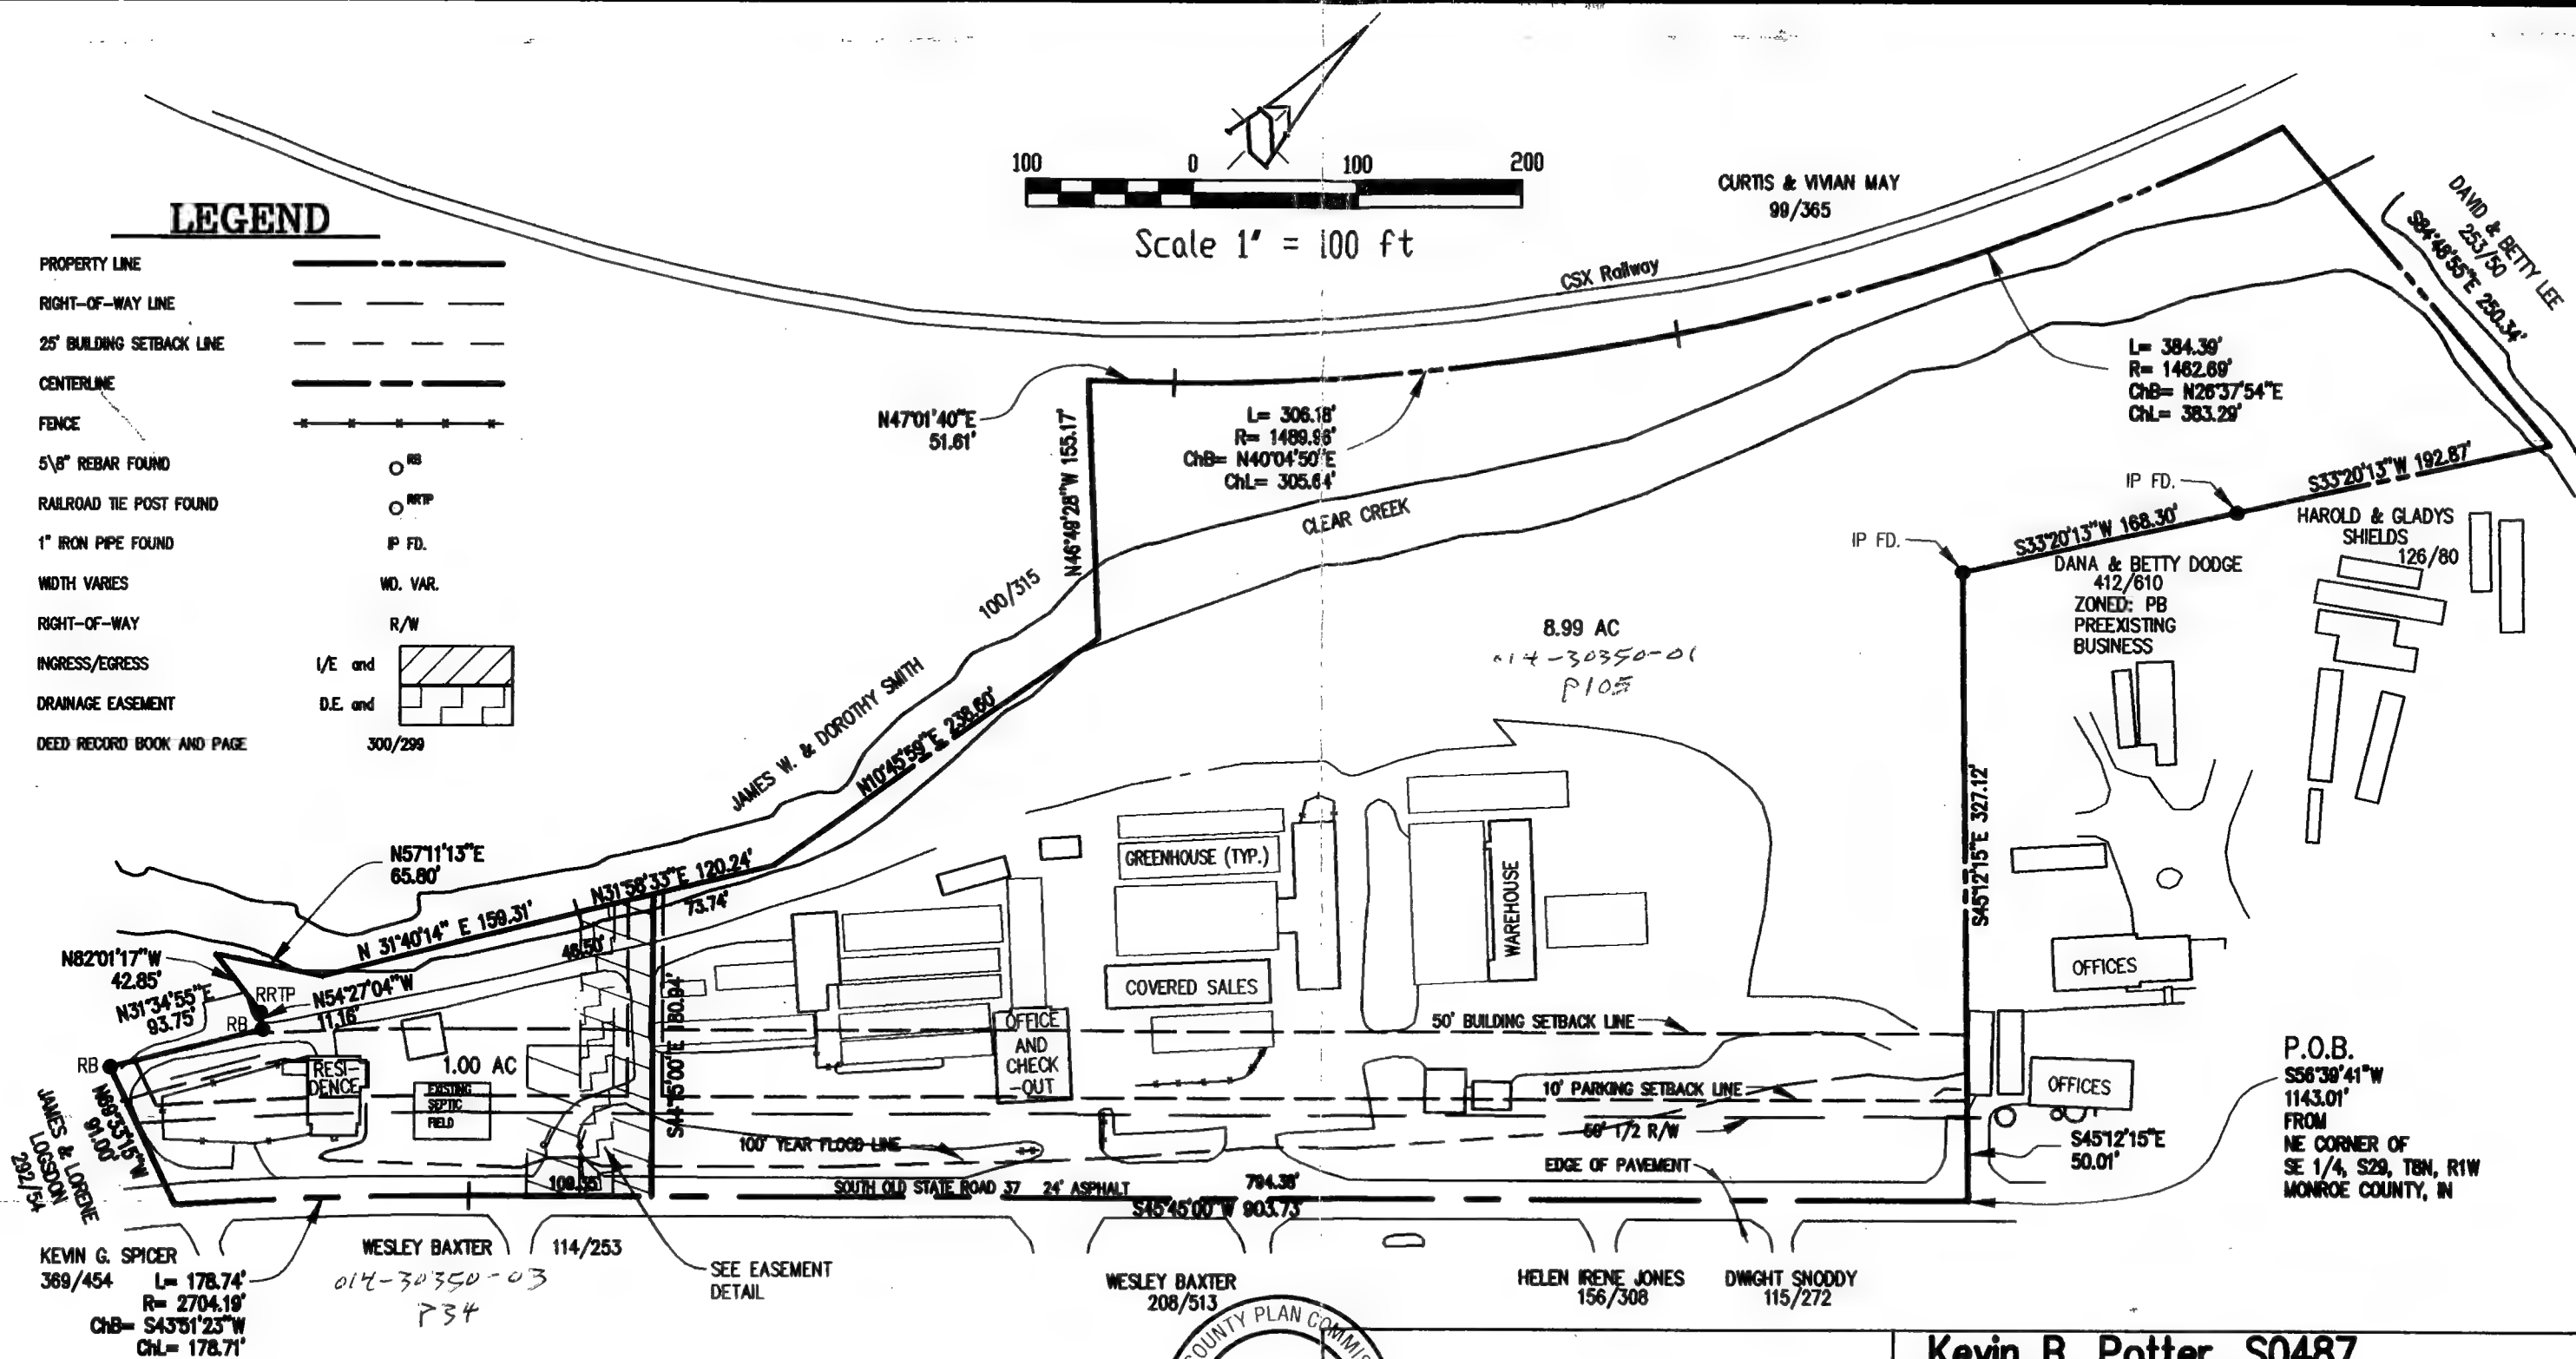 LEGEND
PROPERTY LINE
RIGHT-OF-WAY LINE
25' BUILDING SETBACK LINE
CENTERLINE
FENCE
5\8" REBAR FOUND
RB
RAILROAD TIE POST FOUND
RRTP
1" IRON PIPE FOUND
IP FD.
WIDTH VARIES
WD. VAR.
RIGHT-OF-WAY
R/W
INGRESS/EGRESS
I/E and
DRAINAGE EASEMENT
D.E. and
DEED RECORD BOOK AND PAGE
300/299
100 0 100 200
Scale 1" = 100 ft
CURTIS & VIVIAN MAY
99/365
CSX Railway
DAVID & BETTY LEE
253/50
S84°48'55"E 250.34'
L= 384.39'
R= 1462.69'
ChB= N26°37'54"E
ChL= 383.29'
N47°01'40"E
51.61'
L= 306.18'
R= 1489.96'
ChB= N40°04'50"E
ChL= 305.64'
N46°49'28"W 155.17'
CLEAR CREEK
100/315
JAMES W. & DOROTHY SMITH
N10°45'59"E 238.60'
IP FD.
S33°20'13"W 192.87'
IP FD.
S33°20'13"W 168.30'
HAROLD & GLADYS
SHIELDS
126/80
DANA & BETTY DODGE
412/610
ZONED: PB
PREEXISTING
BUSINESS
8.99 AC
014-30350-01
P105
S45°12'15"E 327.12'
N57°11'13"E
65.80'
N31°58'33"E 120.24'
73.74'
N 31°40'14" E 159.31'
46.50'
N82°01'17"W
42.85'
N31°34'55"E
93.75'
RRTP
N54°27'04"W
11.16'
RB
RB
RESI-
DENCE
1.00 AC
EXISTING
SEPTIC
FIELD
S44°15'00"E 180.94'
GREENHOUSE (TYP.)
WAREHOUSE
COVERED SALES
OFFICE
AND
CHECK
-OUT
OFFICES
OFFICES
50' BUILDING SETBACK LINE
10' PARKING SETBACK LINE
50' 1/2 R/W
100' YEAR FLOOD LINE
EDGE OF PAVEMENT
N69°33'15"W
91.00'
JAMES & LORENE
LOGSDON
292/54
109.35'
SOUTH OLD STATE ROAD 37 24' ASPHALT
794.38'
S45°45'00"W 903.73'
S45°12'15"E
50.01'
P.O.B.
S56°39'41"W
1143.01'
FROM
NE CORNER OF
SE 1/4, S29, T8N, R1W
MONROE COUNTY, IN
KEVIN G. SPICER
369/454
L= 178.74'
R= 2704.19'
ChB= S43°51'23"W
ChL= 178.71'
WESLEY BAXTER
114/253
014-30350-03
P34
SEE EASEMENT
DETAIL
WESLEY BAXTER
208/513
HELEN IRENE JONES
156/308
DWIGHT SNODDY
115/272
COUNTY PLAN COMMIS
Kevin B. Potter S0487